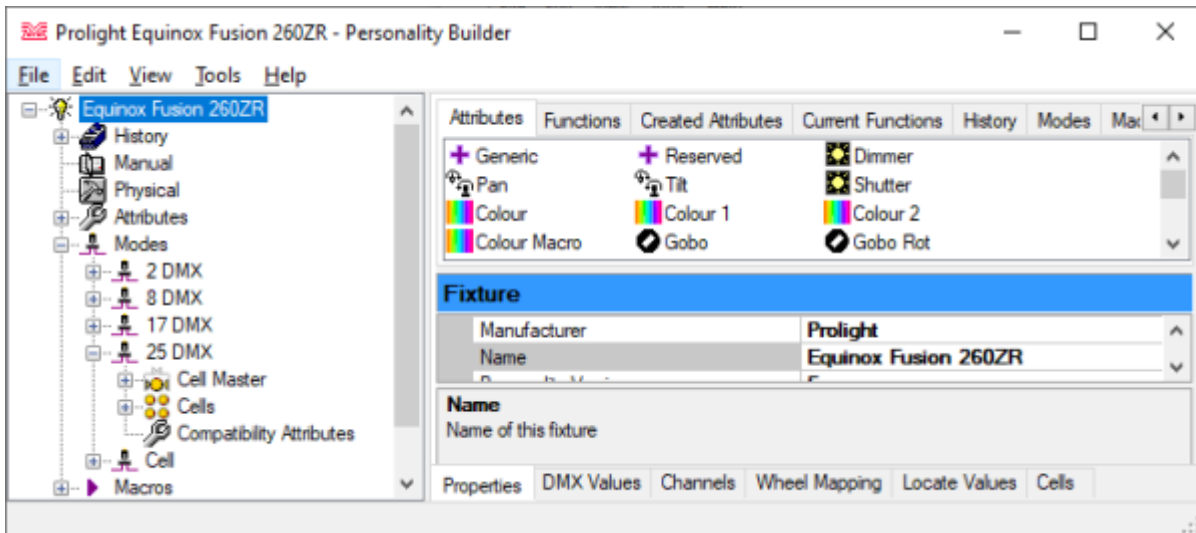 Prolight Equinox Fusion 260ZR - Personality Builder
File Edit View Tools Help
Equinox Fusion 260ZR
History
Manual
Physical
Attributes
Modes
2 DMX
8 DMX
17 DMX
25 DMX
Cell Master
Cells
Compatibility Attributes
Cell
Macros
Attributes Functions Created Attributes Current Functions History Modes
Generic Reserved Dimmer
Pan Tilt Shutter
Colour Colour 1 Colour 2
Colour Macro Gobo Gobo Rot
Fixture
Manufacturer Prolight
Name Equinox Fusion 260ZR
Name
Name of this fixture
Properties DMX Values Channels Wheel Mapping Locate Values Cells